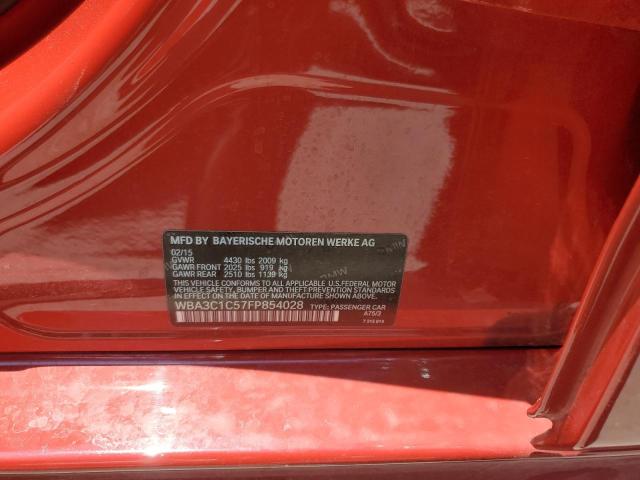 MFD BY BAYERISCHE MOTOREN WERKE AG
02/15
GVWR 4430 lbs 2009 kg
GAWR FRONT 2025 lbs 919 kg
GAWR REAR 2510 lbs 1139 kg
THIS VEHICLE CONFORMS TO ALL APPLICABLE U.S.FEDERAL MOTOR
VEHICLE SAFETY, BUMPER, AND THEFT PREVENTION STANDARDS
IN EFFECT ON THE DATE OF MANUFACTURE SHOWN ABOVE.
WBA3C1C57FP854028 TYPE: PASSENGER CAR
A75/3